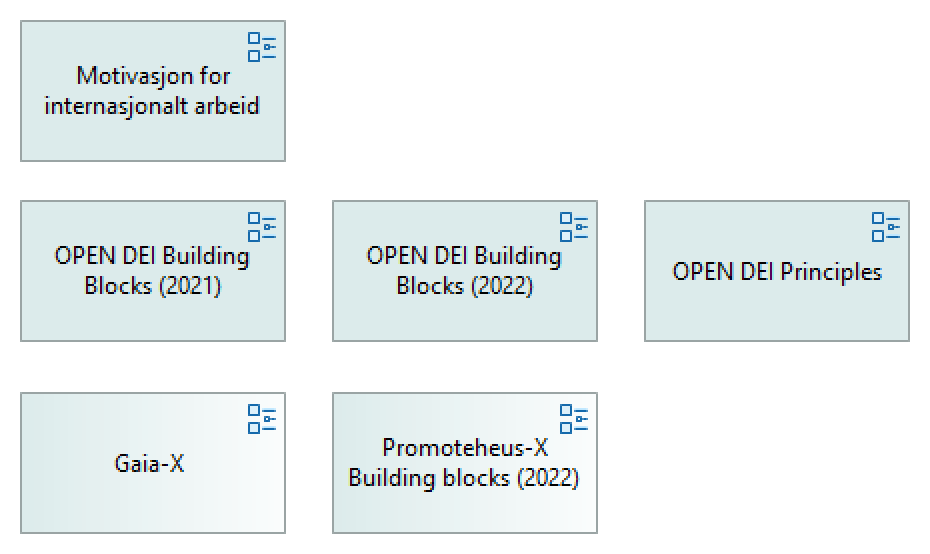 Motivasjon for
internasjonalt arbeid
OPEN DEI Building
Blocks (2021)
OPEN DEI Building
Blocks (2022)
OPEN DEI Principles
Gaia-X
Promoteheus-X
Building blocks (2022)